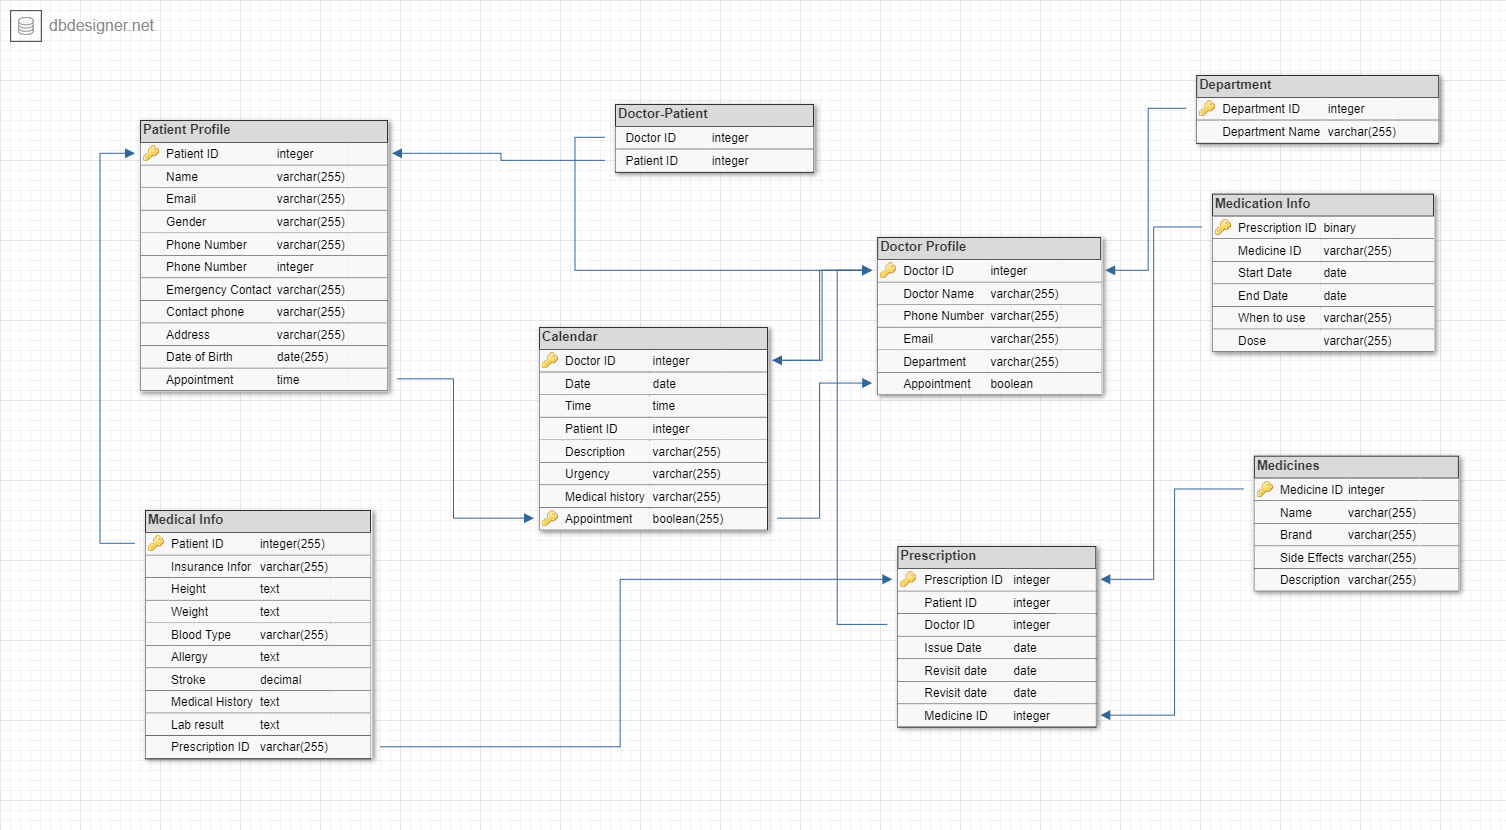 dbdesigner.net
Patient Profile
Patient ID integer
Name varchar(255)
Email varchar(255)
Gender varchar(255)
Phone Number varchar(255)
Phone Number integer
Emergency Contact varchar(255)
Contact phone varchar(255)
Address varchar(255)
Date of Birth date(255)
Appointment time
Doctor-Patient
Doctor ID integer
Patient ID integer
Department
Department ID integer
Department Name varchar(255)
Medication Info
Prescription ID binary
Medicine ID varchar(255)
Start Date date
End Date date
When to use varchar(255)
Dose varchar(255)
Doctor Profile
Doctor ID integer
Doctor Name varchar(255)
Phone Number varchar(255)
Email varchar(255)
Department varchar(255)
Appointment boolean
Calendar
Doctor ID integer
Date date
Time time
Patient ID integer
Description varchar(255)
Urgency varchar(255)
Medical history varchar(255)
Appointment boolean(255)
Medical Info
Patient ID integer(255)
Insurance Infor varchar(255)
Height text
Weight text
Blood Type varchar(255)
Allergy text
Stroke decimal
Medical History text
Lab result text
Prescription ID varchar(255)
Prescription
Prescription ID integer
Patient ID integer
Doctor ID integer
Issue Date date
Revisit date date
Revisit date date
Medicine ID integer
Medicines
Medicine ID integer
Name varchar(255)
Brand varchar(255)
Side Effects varchar(255)
Description varchar(255)